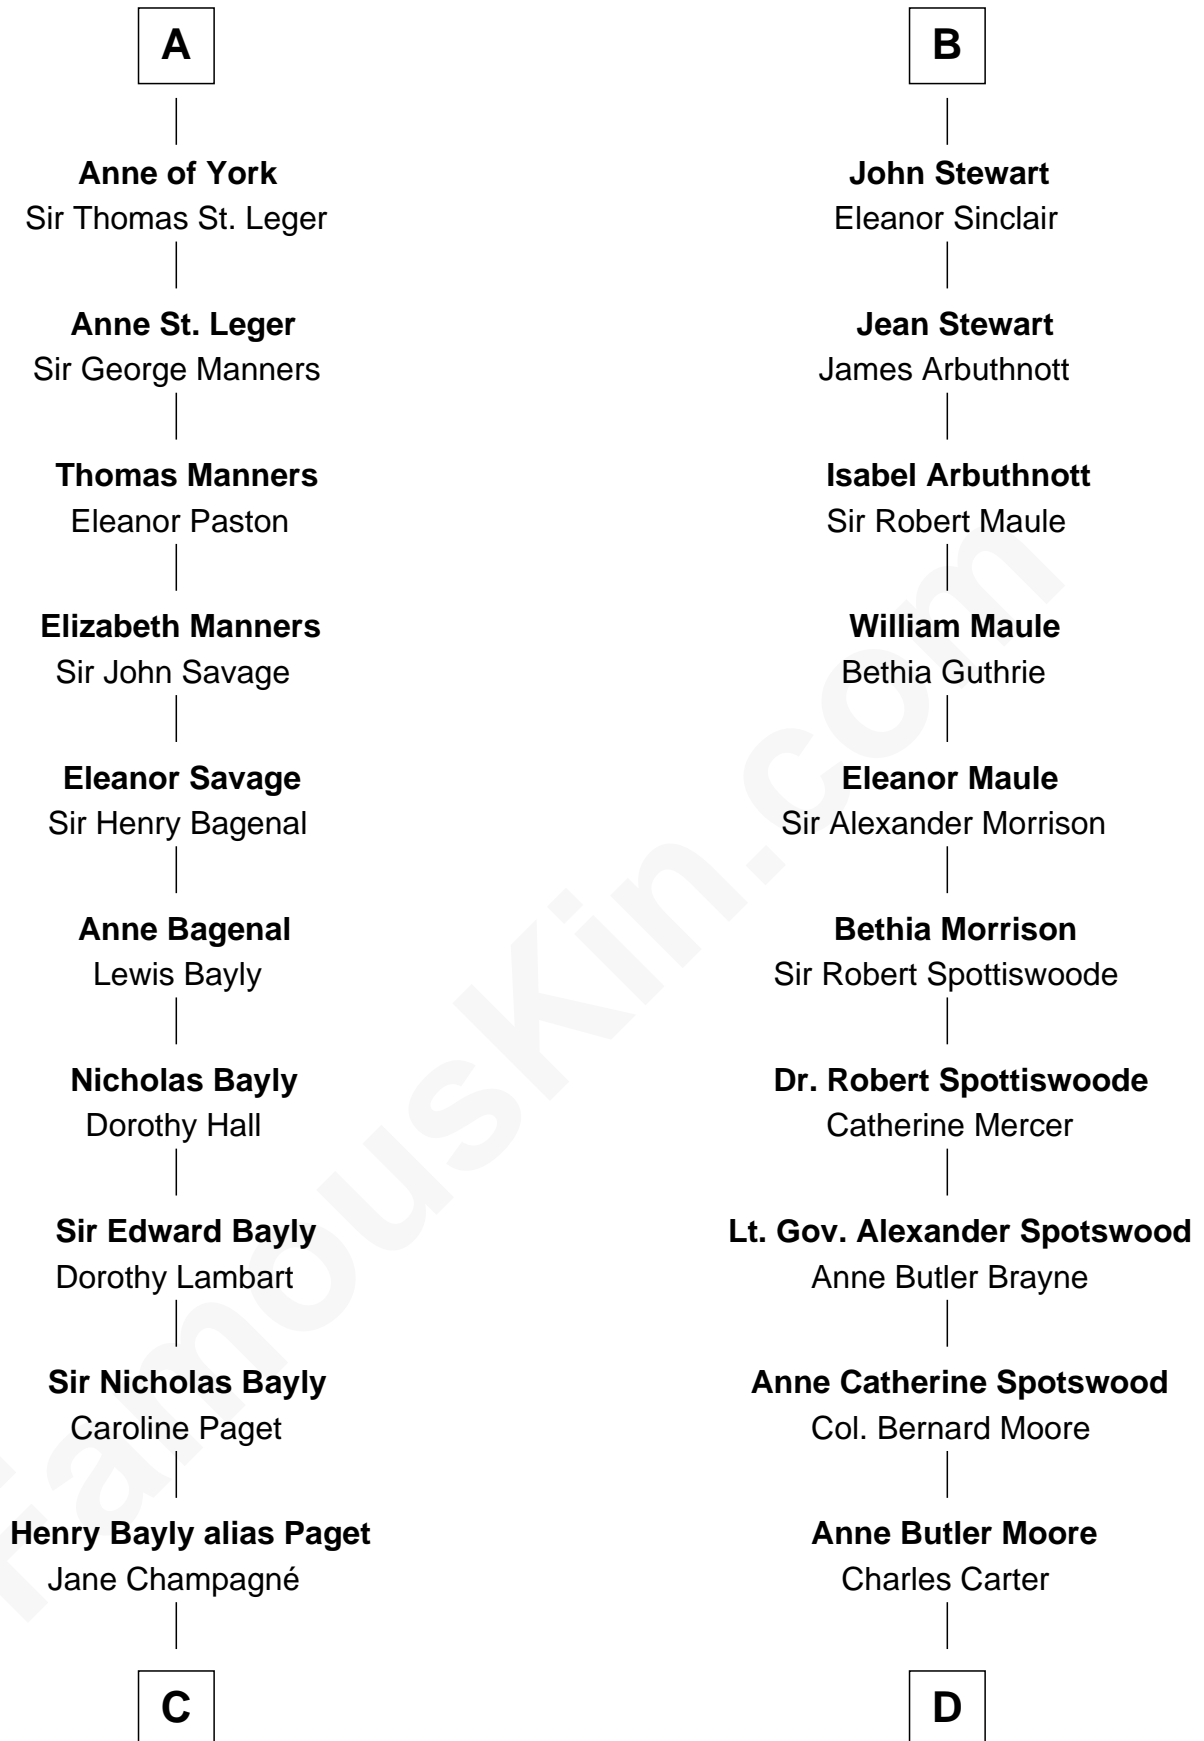 A
Anne of York
Sir Thomas St. Leger
Anne St. Leger
Sir George Manners
Thomas Manners
Eleanor Paston
Elizabeth Manners
Sir John Savage
Eleanor Savage
Sir Henry Bagenal
Anne Bagenal
Lewis Bayly
Nicholas Bayly
Dorothy Hall
Sir Edward Bayly
Dorothy Lambart
Sir Nicholas Bayly
Caroline Paget
Henry Bayly alias Paget
Jane Champagné
C
B
John Stewart
Eleanor Sinclair
Jean Stewart
James Arbuthnott
Isabel Arbuthnott
Sir Robert Maule
William Maule
Bethia Guthrie
Eleanor Maule
Sir Alexander Morrison
Bethia Morrison
Sir Robert Spottiswoode
Dr. Robert Spottiswoode
Catherine Mercer
Lt. Gov. Alexander Spotswood
Anne Butler Brayne
Anne Catherine Spotswood
Col. Bernard Moore
Anne Butler Moore
Charles Carter
D
FamousKin.com